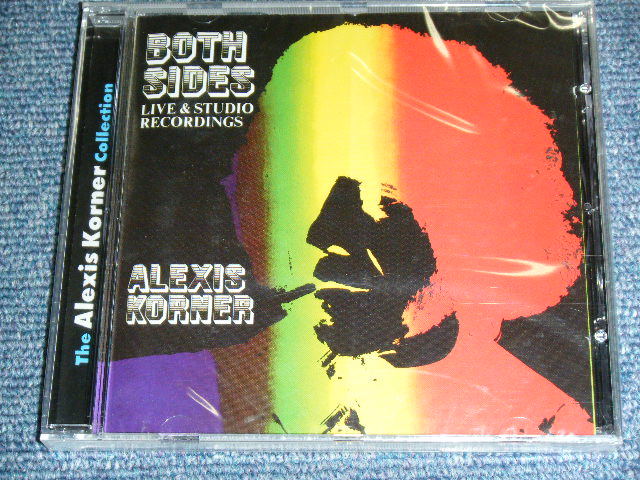 BOTH
SIDES
LIVE & STUDIO
RECORDINGS
ALEXIS
KORNER
The Alexis Korner Collection